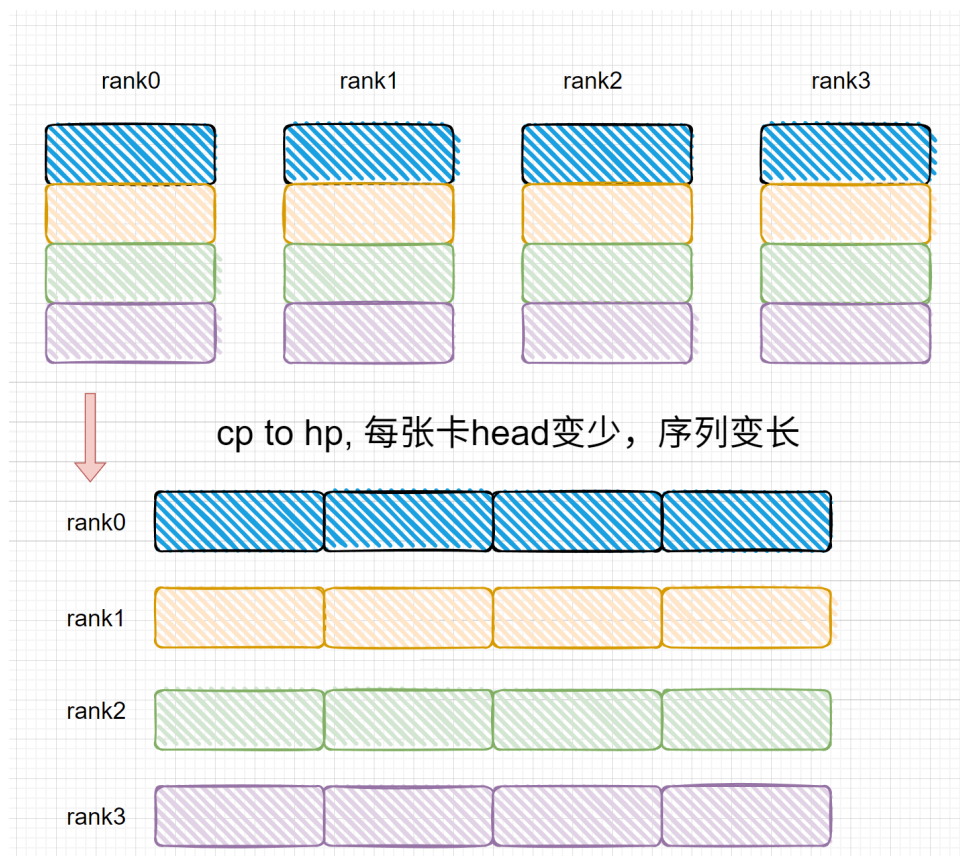 rank0 rank1 rank2 rank3
cp to hp, 每张卡head变少，序列变长
rank0
rank1
rank2
rank3